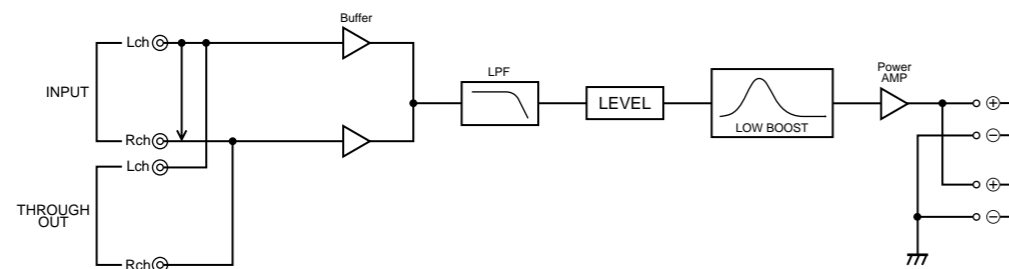 Buffer
Lch
INPUT
Rch
LPF
LEVEL
LOW BOOST
Power
AMP
+
−
+
−
Lch
THROUGH
OUT
Rch